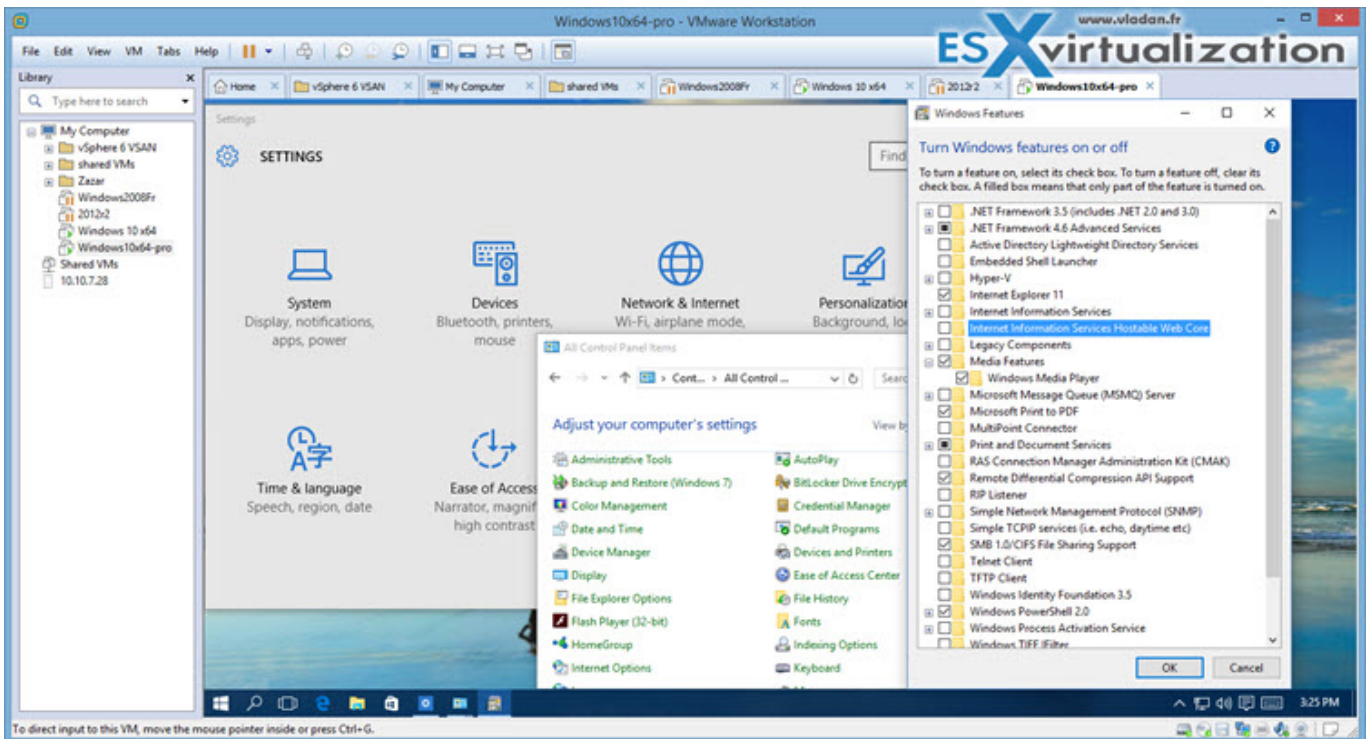 Windows10x64-pro - VMware Workstation
www.vladan.fr
ESXvirtualization
File Edit View VM Tabs Help
Library
Type here to search
My Computer
vSphere 6 VSAN
shared VMs
Zazar
Windows2008Fr
2012r2
Windows 10 x64
Windows10x64-pro
Shared VMs
10.10.7.28
Home vSphere 6 VSAN My Computer shared VMs Windows2008Fr Windows 10 x64 2012r2 Windows10x64-pro
Settings
SETTINGS
Find
System
Display, notifications,
apps, power
Devices
Bluetooth, printers,
mouse
Network & Internet
Wi-Fi, airplane mode,
Personalization
Background, lo
Time & language
Speech, region, date
Ease of Access
Narrator, magnif
high contrast
All Control Panel Items
Cont... > All Control ...
Searc
Adjust your computer's settings
View by
Administrative Tools
Backup and Restore (Windows 7)
Color Management
Date and Time
Device Manager
Display
File Explorer Options
Flash Player (32-bit)
HomeGroup
Internet Options
AutoPlay
BitLocker Drive Encrypt
Credential Manager
Default Programs
Devices and Printers
Ease of Access Center
File History
Fonts
Indexing Options
Keyboard
Windows Features
Turn Windows features on or off
To turn a feature on, select its check box. To turn a feature off, clear its
check box. A filled box means that only part of the feature is turned on.
.NET Framework 3.5 (includes .NET 2.0 and 3.0)
.NET Framework 4.6 Advanced Services
Active Directory Lightweight Directory Services
Embedded Shell Launcher
Hyper-V
Internet Explorer 11
Internet Information Services
Internet Information Services Hostable Web Core
Legacy Components
Media Features
Windows Media Player
Microsoft Message Queue (MSMQ) Server
Microsoft Print to PDF
MultiPoint Connector
Print and Document Services
RAS Connection Manager Administration Kit (CMAK)
Remote Differential Compression API Support
RIP Listener
Simple Network Management Protocol (SNMP)
Simple TCPIP services (i.e. echo, daytime etc)
SMB 1.0/CIFS File Sharing Support
Telnet Client
TFTP Client
Windows Identity Foundation 3.5
Windows PowerShell 2.0
Windows Process Activation Service
Windows TIFF IFilter
OK Cancel
3:25 PM
To direct input to this VM, move the mouse pointer inside or press Ctrl+G.